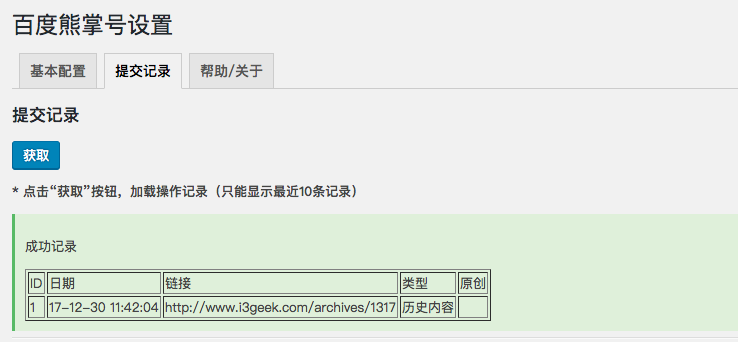 百度熊掌号设置
基本配置 提交记录 帮助/关于
提交记录
获取
* 点击“获取”按钮，加载操作记录（只能显示最近10条记录）
成功记录
ID 日期 链接 类型 原创
1 17-12-30 11:42:04 http://www.i3geek.com/archives/1317 历史内容